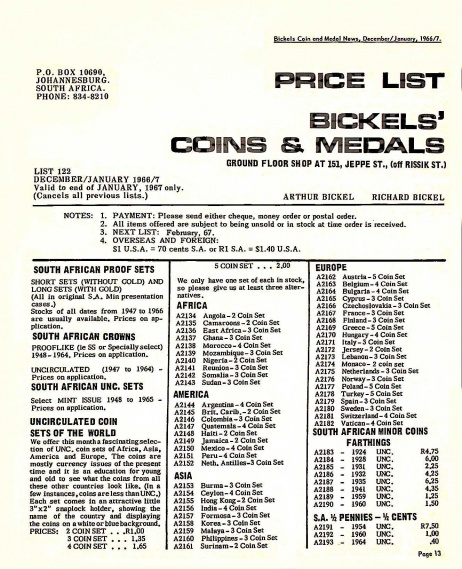 Bickels Coin and Medal News, December/January, 1966/7.
P.O. BOX 10690,
JOHANNESBURG.
SOUTH AFRICA.
PHONE: 834-8210
PRICE LIST
BICKELS'
COINS & MEDALS
GROUND FLOOR SHOP AT 151, JEPPE ST., (off RISSIK ST.)
LIST 122
DECEMBER/JANUARY 1966/7
Valid to end of JANUARY, 1967 only.
(Cancels all previous lists.)
ARTHUR BICKEL RICHARD BICKEL
NOTES: 1. PAYMENT: Please send either cheque, money order or postal order.
2. All items offered are subject to being unsold or in stock at time order is received.
3. NEXT LIST: February, 67.
4. OVERSEAS AND FOREIGN:
$1 U.S.A. = 70 cents S.A. or R1 S.A. = $1.40 U.S.A.
SOUTH AFRICAN PROOF SETS
SHORT SETS (WITHOUT GOLD) AND
LONG SETS (WITH GOLD)
(All in original S.A. Min presentation
cases.)
Stocks of all dates from 1947 to 1966
are usually available, Prices on ap-
plication.
SOUTH AFRICAN CROWNS
PROOFLIKE (ie SS or Specially select)
1948-1964, Prices on application.
UNCIRCULATED (1947 to 1964) -
Prices on application.
SOUTH AFRICAN UNC. SETS
Select MINT ISSUE 1948 to 1965 -
Prices on application.
UNCIRCULATED COIN
SETS OF THE WORLD
We offer this month a fascinating selec-
tion of UNC. coin sets of Africa, Asia,
America and Europe, The coins are
mostly currency issues of the present
time and it is an education for young
and old to see what the coins from all
these other countries look like. (In a
few instances, coins are less than UNC.)
Each set comes in an attractive little
3"x2" snaplock holder, showing the
name of the country and displaying
the coins on a white or blue background.
PRICES: 2 COIN SET . . . R1,00
3 COIN SET . . . 1,35
4 COIN SET . . . 1,65
5 COIN SET . . . 2,00
We only have one set of each in stock,
so please give us at least three alter-
natives.
AFRICA
A2134 Angola - 2 Coin Set
A2135 Camaroons - 2 Coin Set
A2136 East Africa - 3 Coin Set
A2137 Ghana - 3 Coin Set
A2138 Morocco - 4 Coin Set
A2139 Mozambique - 3 Coin Set
A2140 Nigeria - 2 Coin Set
A2141 Reunion - 3 Coin Set
A2142 Somalia - 3 Coin Set
A2143 Sudan - 3 Coin Set
AMERICA
A2144 Argentina - 4 Coin Set
A2145 Brit. Carib. - 2 Coin Set
A2146 Colombia - 3 Coin Set
A2147 Quatemala - 4 Coin Set
A2148 Haiti - 2 Coin Set
A2149 Jamaica - 2 Coin Set
A2150 Mexico - 4 Coin Set
A2151 Peru - 4 Coin Set
A2152 Neth. Antilles - 3 Coin Set
ASIA
A2153 Burma - 3 Coin Set
A2154 Ceylon - 4 Coin Set
A2155 Hong Kong - 2 Coin Set
A2156 India - 4 Coin Set
A2157 Formosa - 3 Coin Set
A2158 Korea - 3 Coin Set
A2159 Malaya - 3 Coin Set
A2160 Philippines - 3 Coin Set
A2161 Surinam - 2 Coin Set
EUROPE
A2162 Austria - 5 Coin Set
A2163 Belgium - 4 Coin Set
A2164 Bulgaria - 4 Coin Set
A2165 Cyprus - 3 Coin Set
A2166 Czechoslovakia - 3 Coin Set
A2167 France - 3 Coin Set
A2168 Finland - 3 Coin Set
A2169 Greece - 5 Coin Set
A2170 Hungary - 4 Coin Set
A2171 Italy - 3 Coin Set
A2172 Jersey - 2 Coin Set
A2173 Lebanon - 3 Coin Set
A2174 Monaco - 2 coin Set
A2175 Netherlands - 3 Coin Set
A2176 Norway - 3 Coin Set
A2177 Poland - 5 Coin Set
A2178 Turkey - 5 Coin Set
A2179 Spain - 3 Coin Set
A2180 Sweden - 3 Coin Set
A2181 Switzerland - 4 Coin Set
A2182 Vatican - 4 Coin Set
SOUTH AFRICAN MINOR COINS
FARTHINGS
A2183 - 1924 UNC. R4,75
A2184 - 1928 UNC. 6,00
A2185 - 1931 UNC. 2,25
A2186 - 1932 UNC. 4,25
A2187 - 1935 UNC. 6,25
A2188 - 1941 UNC. 4,35
A2189 - 1959 UNC. 1,25
A2190 - 1960 UNC. 1,50
S.A. ½ PENNIES - ½ CENTS
A2191 - 1954 UNC. R7,50
A2192 - 1960 UNC. 1,00
A2193 - 1964 UNC. ,40
Page 13